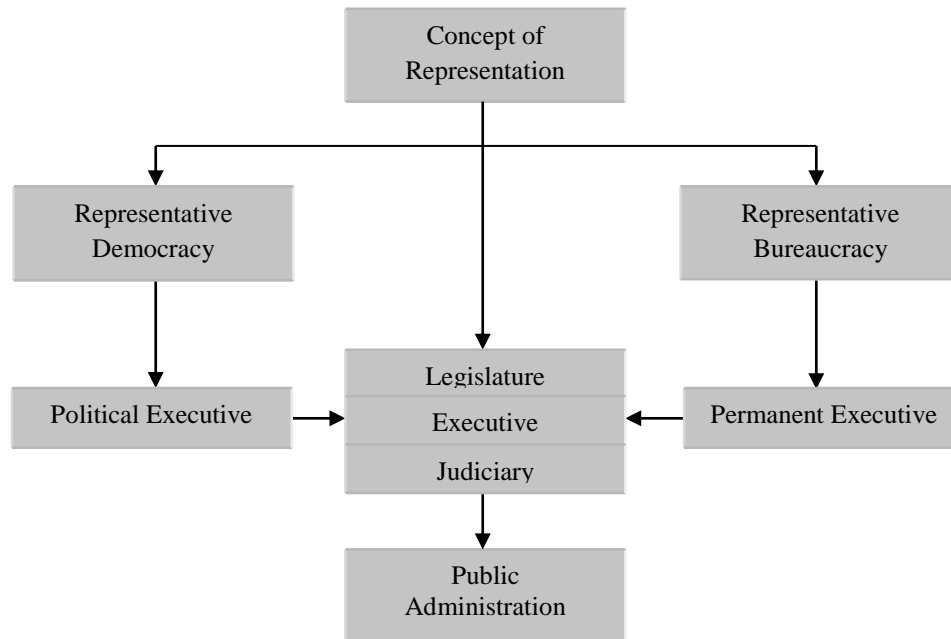 Concept of
Representation
Representative
Democracy
Representative
Bureaucracy
Legislature
Political Executive
Executive
Permanent Executive
Judiciary
Public
Administration